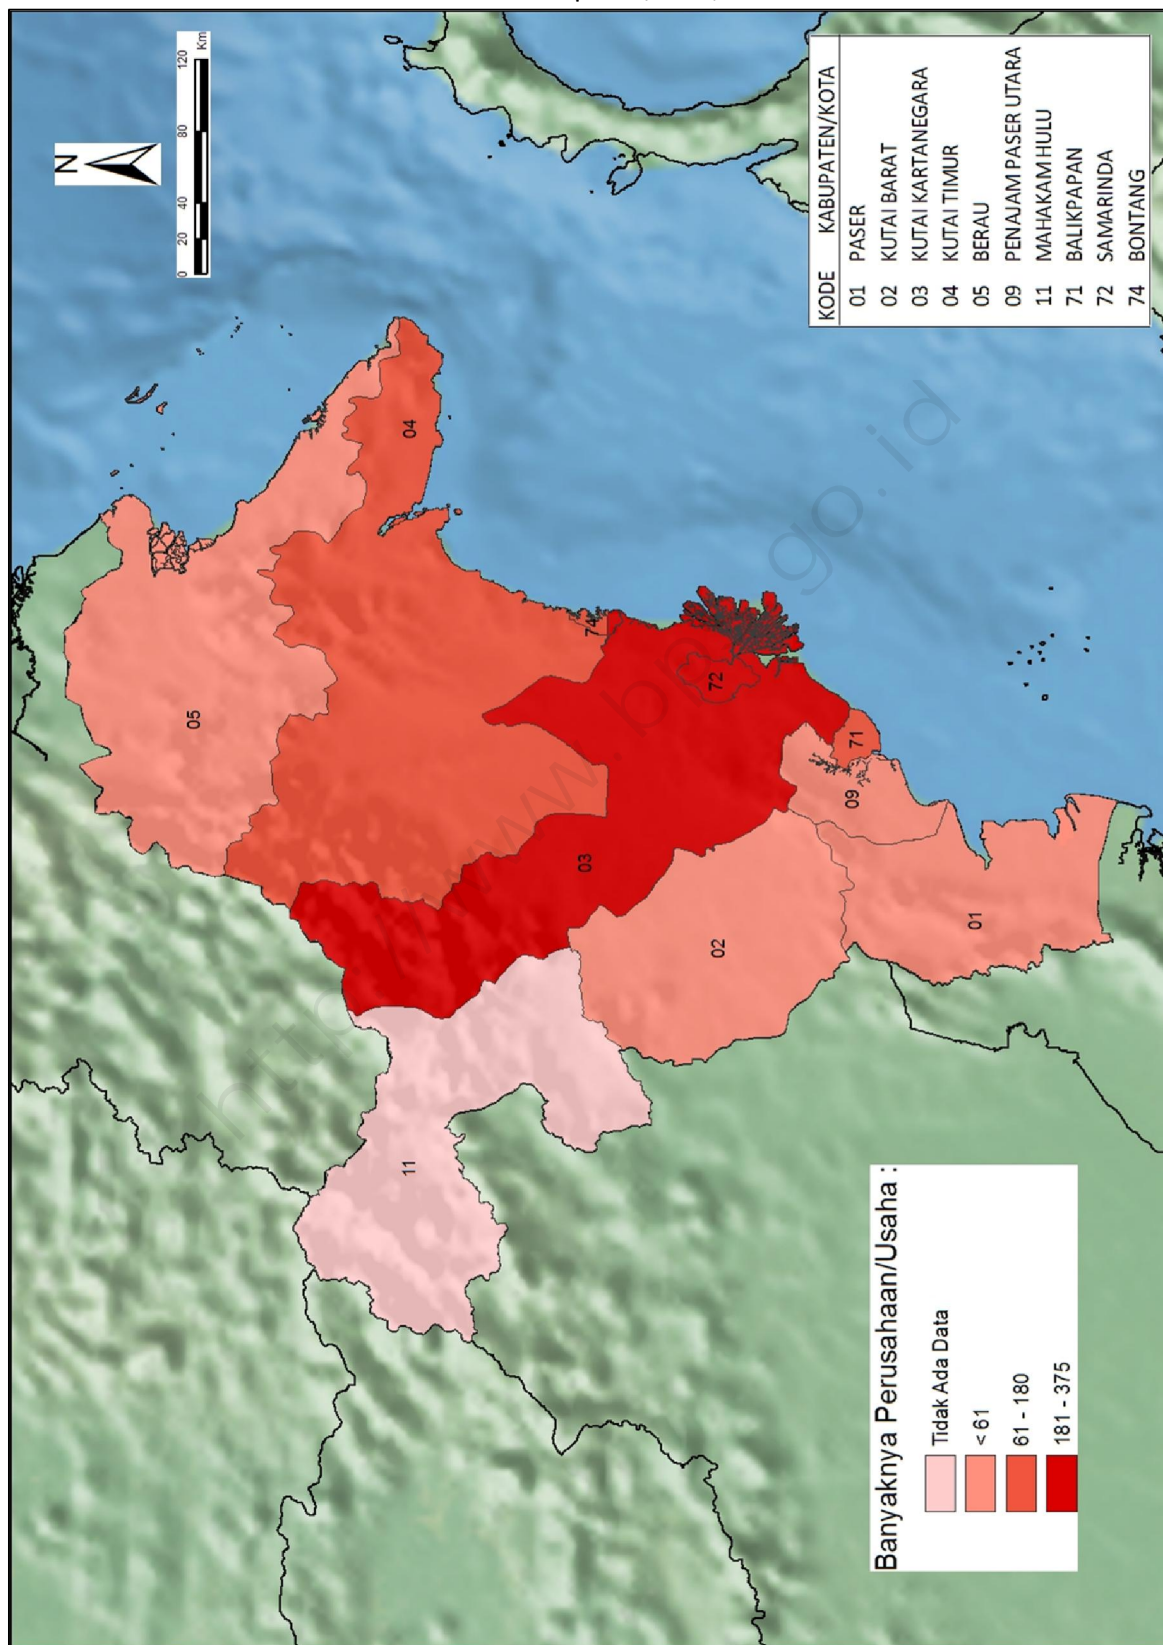 N
0 20 40 80 120
Km
KODE KABUPATEN/KOTA
01 PASER
02 KUTAI BARAT
03 KUTAI KARTANEGARA
04 KUTAI TIMUR
05 BERAU
09 PENAJAM PASER UTARA
11 MAHAKAM HULU
71 BALIKPAPAN
72 SAMARINDA
74 BONTANG
05
04
74
03
72
11
02
09
71
01
Banyaknya Perusahaan/Usaha :
Tidak Ada Data
< 61
61 - 180
181 - 375